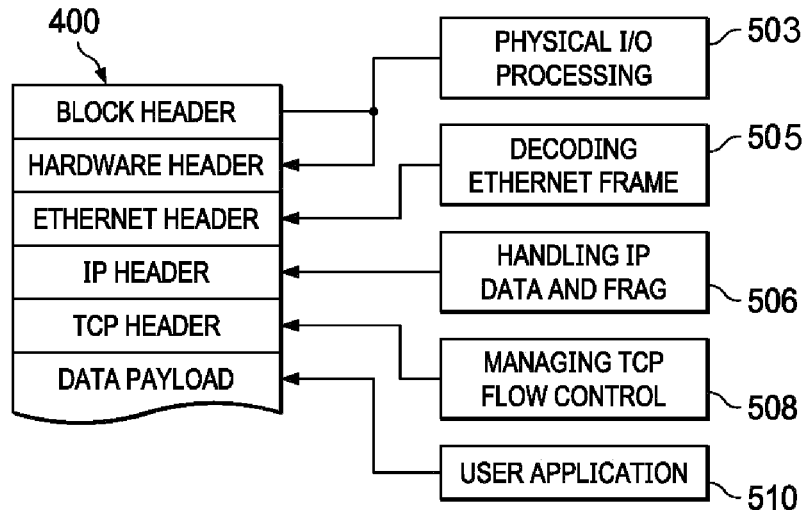 400
BLOCK HEADER
HARDWARE HEADER
ETHERNET HEADER
IP HEADER
TCP HEADER
DATA PAYLOAD
PHYSICAL I/O
PROCESSING
503
DECODING
ETHERNET FRAME
505
HANDLING IP
DATA AND FRAG
506
MANAGING TCP
FLOW CONTROL
508
USER APPLICATION
510